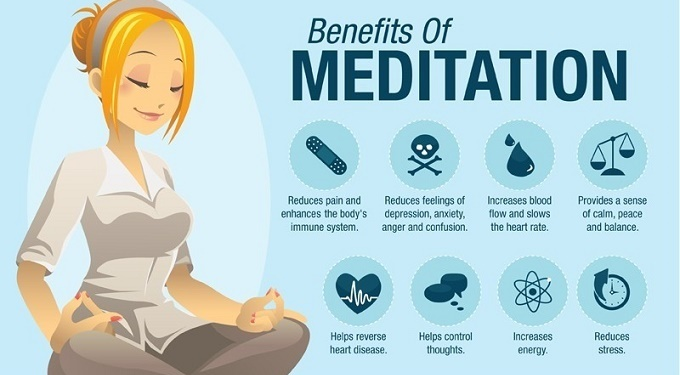 Benefits Of
MEDITATION
Reduces pain and
enhances the body's
immune system.
Reduces feelings of
depression, anxiety,
anger and confusion.
Increases blood
flow and slows
the heart rate.
Provides a sense
of calm, peace
and balance.
Helps reverse
heart disease.
Helps control
thoughts.
Increases
energy.
Reduces
stress.